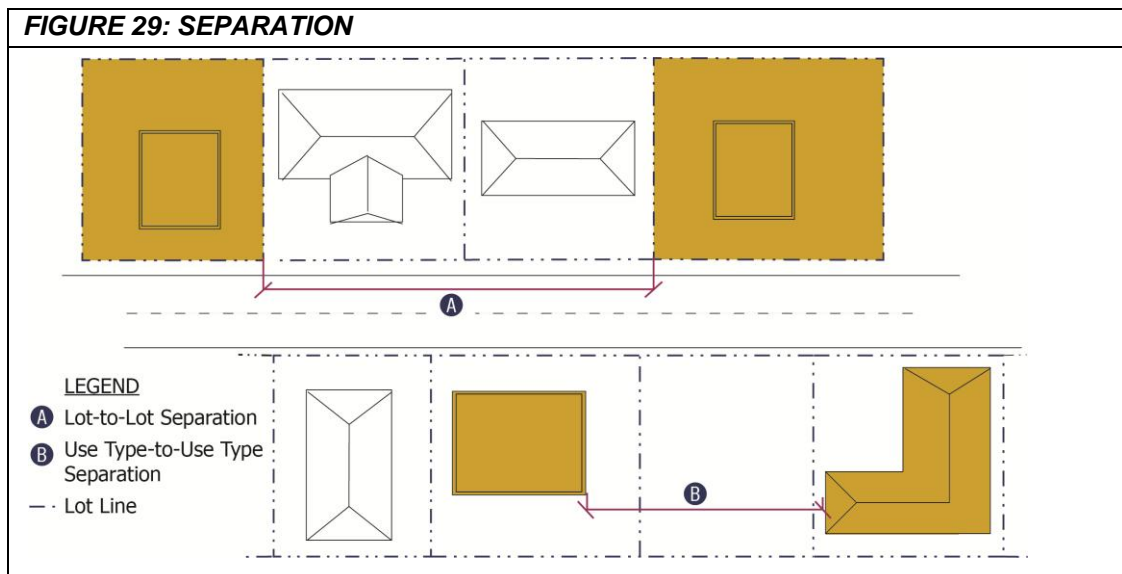 FIGURE 29: SEPARATION
A
LEGEND
A Lot-to-Lot Separation
B Use Type-to-Use Type
Separation
Lot Line
B